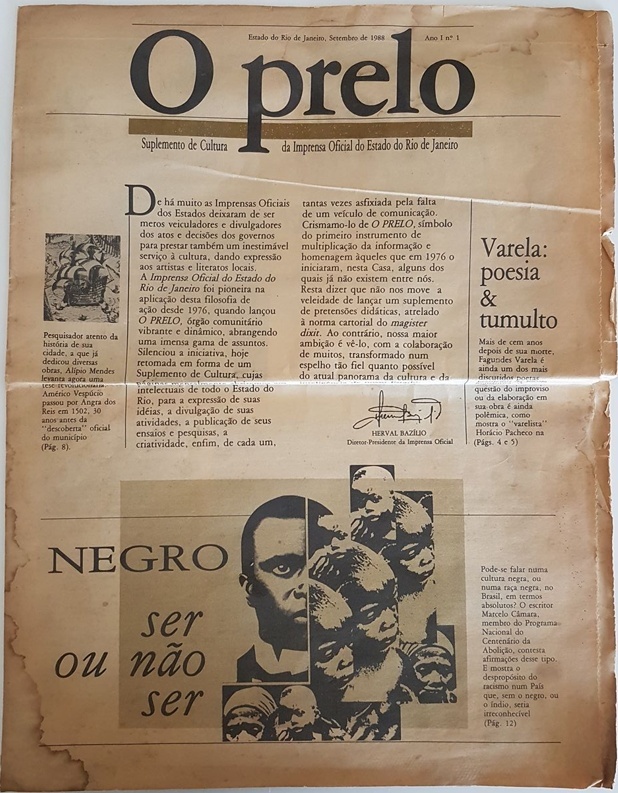 Estado do Rio de Janeiro, Setembro de 1988 Ano I nº 1
O prelo
Suplemento de Cultura da Imprensa Oficial do Estado do Rio de Janeiro
Pesquisador atento da
história de sua
cidade, a que já
dedicou diversas
obras, Alípio Mendes
levanta agora uma
tese revolucionária
Américo Vespúcio
passou por Angra dos
Reis em 1502, 30
anos antes da
"descoberta" oficial
do município
(Pág. 8).
De há muito as Imprensas Oficiais
dos Estados deixaram de ser
meros veiculadores e divulgadores
dos atos e decisões dos governos
para prestar também um inestimável
serviço à cultura, dando expressão
aos artistas e literatos locais.
A Imprensa Oficial do Estado do
Rio de Janeiro foi pioneira na
aplicação desta filosofia de
ação desde 1976, quando lançou
O PRELO, órgão comunitário
vibrante e dinâmico, abrangendo
uma imensa gama de assuntos.
Silenciou a iniciativa, hoje
retomada em forma de um
Suplemento de Cultura, cujas
intelectuais de todo o Estado do
Rio, para a expressão de suas
idéias, a divulgação de suas
atividades, a publicação de seus
ensaios e pesquisas, a
criatividade, enfim, de cada um,
tantas vezes asfixiada pela falta
de um veículo de comunicação.
Crismamo-lo de O PRELO, símbolo
do primeiro instrumento de
multiplicação da informação e
homenagem àqueles que em 1976 o
iniciaram, nesta Casa, alguns dos
quais já não existem entre nós.
Resta dizer que não nos move a
veleidade de lançar um suplemento
de pretensões didáticas, atrelado
à norma cartorial do magister
dixit. Ao contrário, nossa maior
ambição é vê-lo, com a colaboração
de muitos, transformado num
espelho tão fiel quanto possível
do atual panorama da cultura e da
HERVAL BAZÍLIO
Diretor-Presidente da Imprensa Oficial
Varela:
poesia
&
tumulto
Mais de cem anos
depois de sua morte,
Fagundes Varela é
ainda um dos mais
discutidos poetas
questão do improviso
ou da elaboração em
sua obra é ainda
polêmica, como
mostra o "varelista"
Horácio Pacheco na
(Págs. 4 e 5)
NEGRO
ser
ou não
ser
Pode-se falar numa
cultura negra, ou
numa raça negra, no
Brasil, em termos
absolutos? O escritor
Marcelo Câmara,
membro do Programa
Nacional do
Centenário da
Abolição, contesta
afirmações desse tipo.
E mostra o
despropósito do
racismo num País
que, sem o negro, ou
o índio, seria
irreconhecível
(Pág. 12)